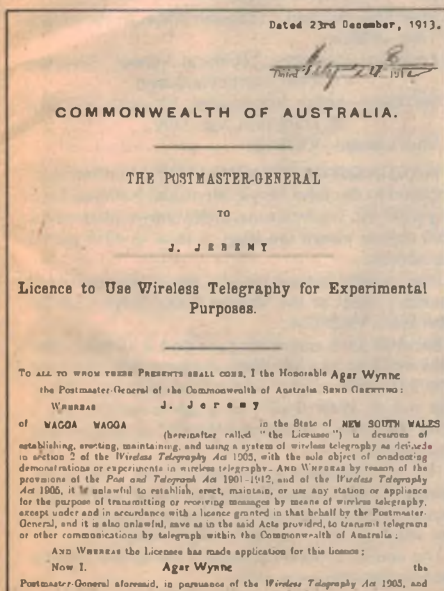 Dated 23rd December, 1913.
COMMONWEALTH OF AUSTRALIA.
THE POSTMASTER-GENERAL
TO
J. JEREMY
Licence to Use Wireless Telegraphy for Experimental
Purposes.
TO ALL TO WHOM THESE PRESENTS SHALL COME, I the Honorable Agar Wynne
the Postmaster-General of the Commonwealth of Australia SEND GREETING:
WHEREAS J. Jeremy
of WAGGA WAGGA in the State of NEW SOUTH WALES
(hereinafter called "the Licensee") is desirous of
establishing, erecting, maintaining, and using a system of wireless telegraphy as defined
in section 2 of the Wireless Telegraphy Act 1905, with the sole object of conducting
demonstrations or experiments in wireless telegraphy. AND WHEREAS by reason of the
provisions of the Post and Telegraph Act 1901-1912, and of the Wireless Telegraphy
Act 1905, it is unlawful to establish, erect, maintain, or use any station or appliance
for the purpose of transmitting or receiving messages by means of wireless telegraphy,
except under and in accordance with a licence granted in that behalf by the Postmaster-
General, and it is also unlawful, save as in the said Acts provided, to transmit telegrams
or other communications by telegraph within the Commonwealth of Australia:
AND WHEREAS the Licensee has made application for this licence:
Now I, Agar Wynne the
Postmaster-General aforesaid, in pursuance of the Wireless Telegraphy Act 1905, and